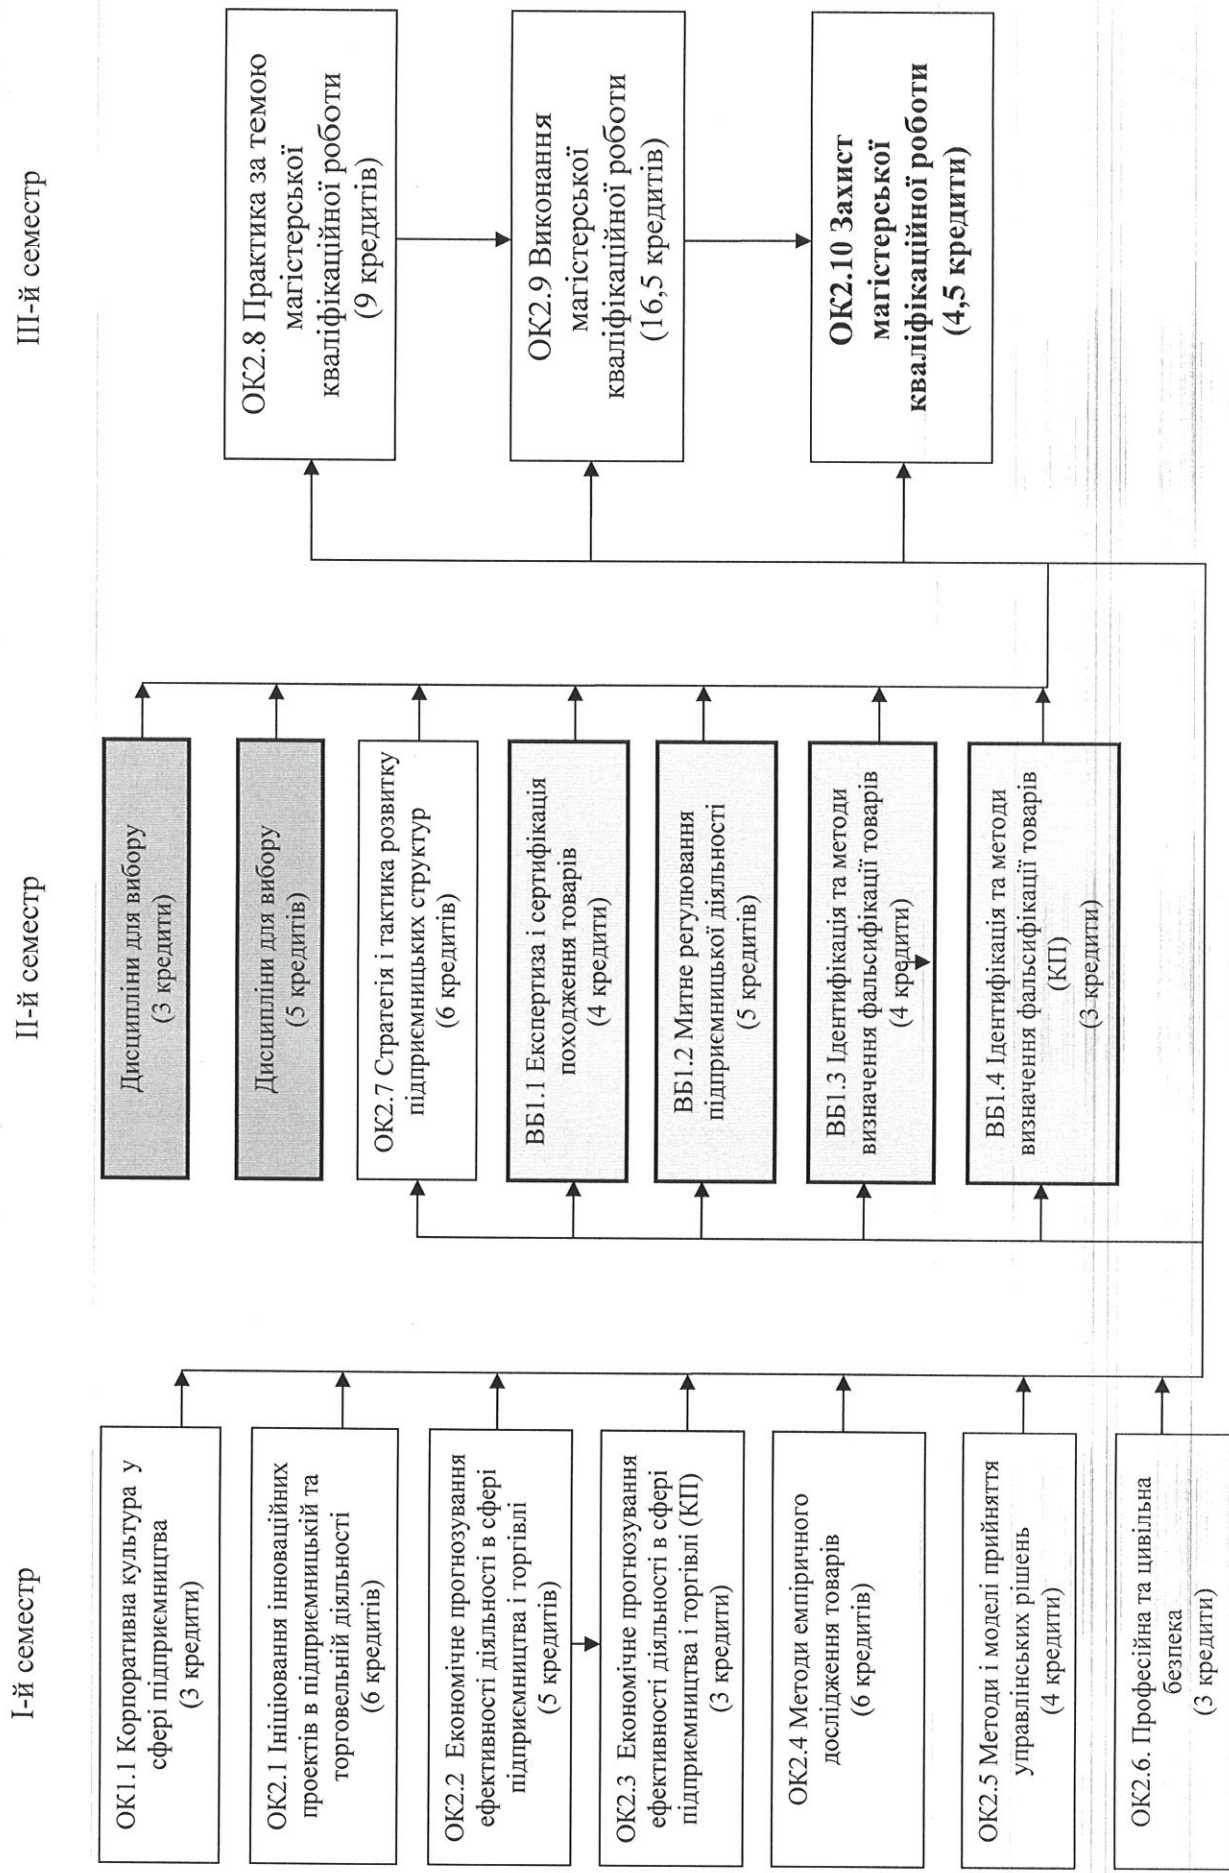 І-й семестр
ОК1.1 Корпоративна культура у
сфері підприємництва
(3 кредити)
ОК2.1 Ініціювання інноваційних
проектів в підприємницькій та
торговельній діяльності
(6 кредитів)
ОК2.2 Економічне прогнозування
ефективності діяльності в сфері
підприємництва і торгівлі
(5 кредитів)
ОК2.3 Економічне прогнозування
ефективності діяльності в сфері
підприємництва і торгівлі (КП)
(3 кредити)
ОК2.4 Методи емпіричного
дослідження товарів
(6 кредитів)
ОК2.5 Методи і моделі прийняття
управлінських рішень
(4 кредити)
ОК2.6. Професійна та цивільна
безпека
(3 кредити)
ІІ-й семестр
Дисципліни для вибору
(3 кредити)
Дисципліни для вибору
(5 кредитів)
ОК2.7 Стратегія і тактика розвитку
підприємницьких структур
(6 кредитів)
ВБ1.1 Експертиза і сертифікація
походження товарів
(4 кредити)
ВБ1.2 Митне регулювання
підприємницької діяльності
(5 кредитів)
ВБ1.3 Ідентифікація та методи
визначення фальсифікації товарів
(4 кредити)
ВБ1.4 Ідентифікація та методи
визначення фальсифікації товарів
(КП)
(3 кредити)
ІІІ-й семестр
ОК2.8 Практика за темою
магістерської
кваліфікаційної роботи
(9 кредитів)
ОК2.9 Виконання
магістерської
кваліфікаційної роботи
(16,5 кредитів)
ОК2.10 Захист
магістерської
кваліфікаційної роботи
(4,5 кредити)